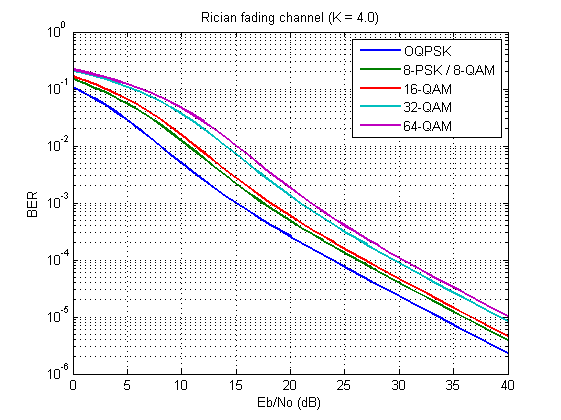 Rician fading channel (K = 4.0)
BER
10^0
10^-1
10^-2
10^-3
10^-4
10^-5
10^-6
OQPSK
8-PSK / 8-QAM
16-QAM
32-QAM
64-QAM
0 5 10 15 20 25 30 35 40
Eb/No (dB)